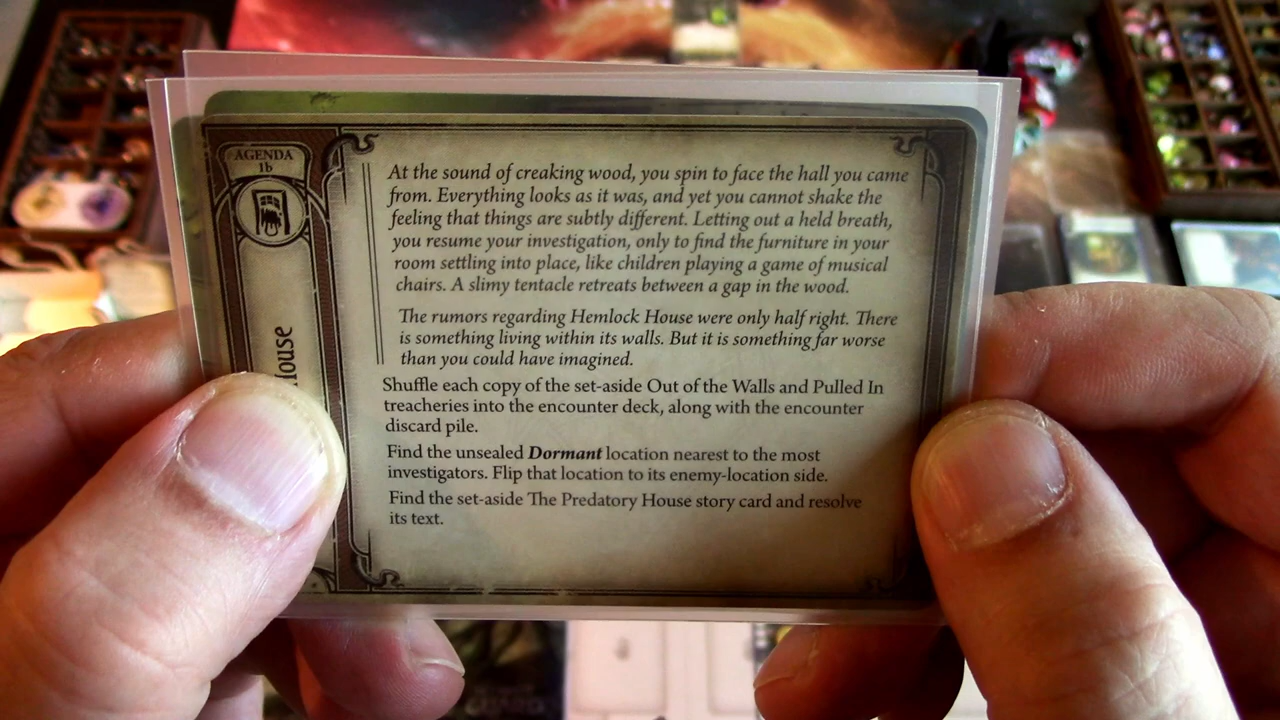 AGENDA
1b
House
At the sound of creaking wood, you spin to face the hall you came
from. Everything looks as it was, and yet you cannot shake the
feeling that things are subtly different. Letting out a held breath,
you resume your investigation, only to find the furniture in your
room settling into place, like children playing a game of musical
chairs. A slimy tentacle retreats between a gap in the wood.
The rumors regarding Hemlock House were only half right. There
is something living within its walls. But it is something far worse
than you could have imagined.
Shuffle each copy of the set-aside Out of the Walls and Pulled In
treacheries into the encounter deck, along with the encounter
discard pile.
Find the unsealed Dormant location nearest to the most
investigators. Flip that location to its enemy-location side.
Find the set-aside The Predatory House story card and resolve
its text.